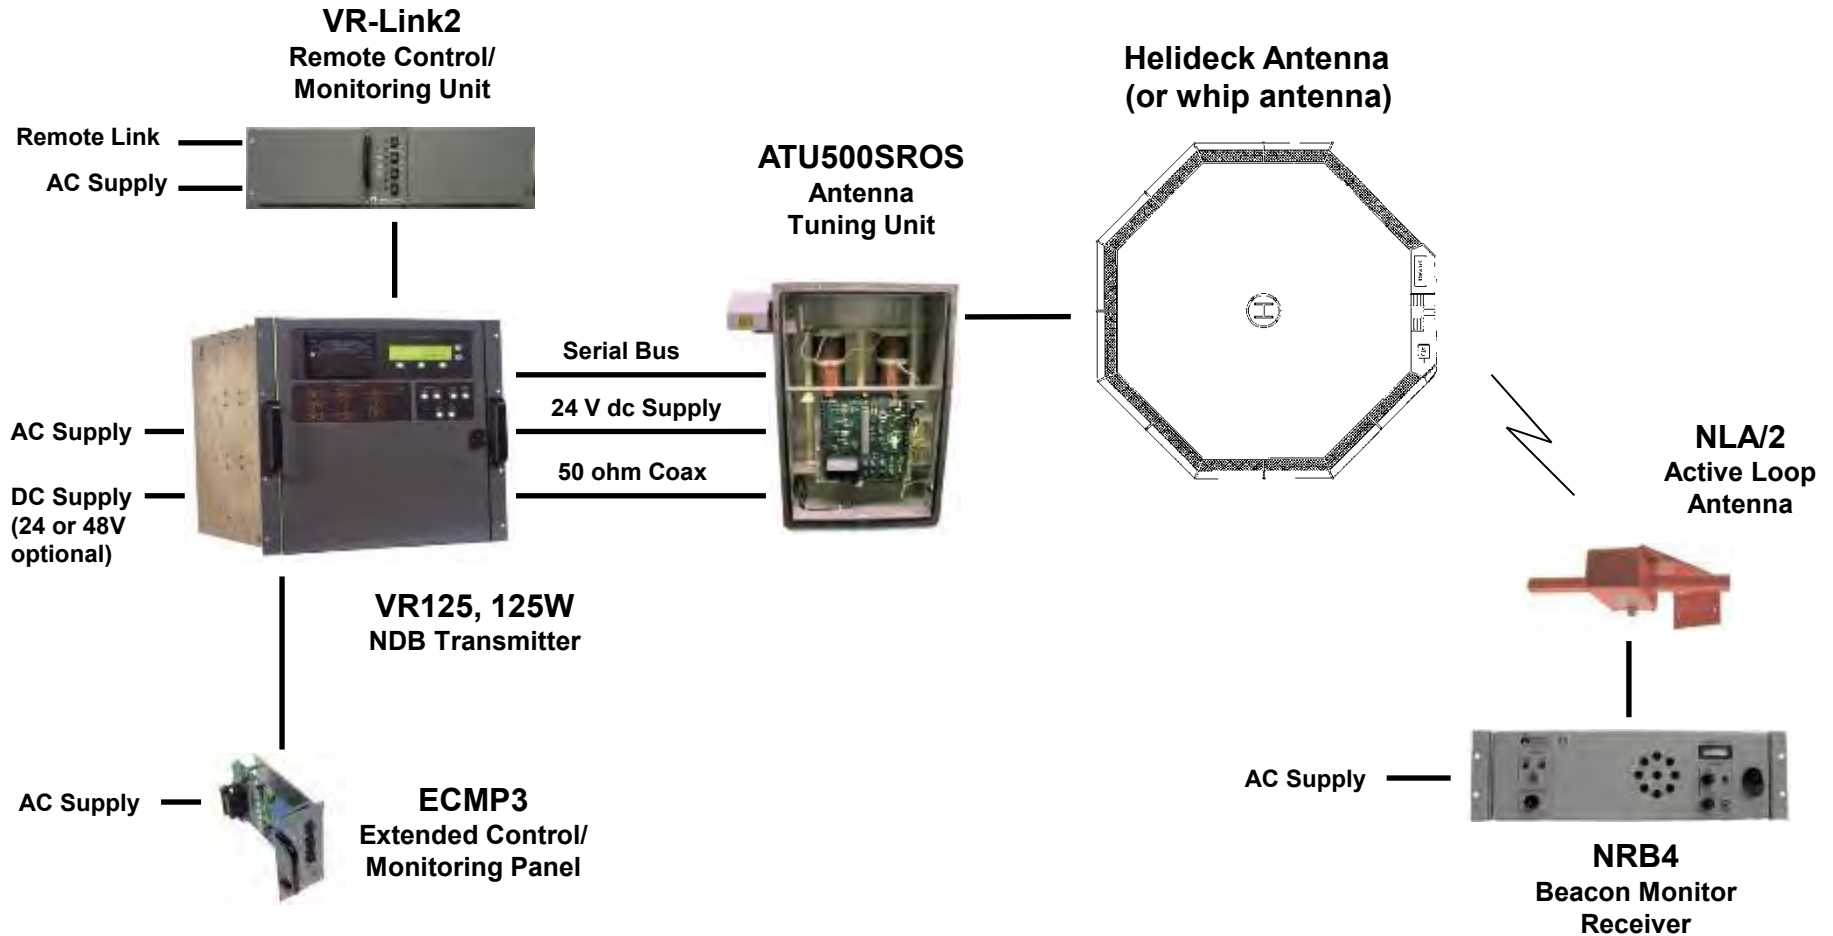 VR-Link2
Remote Control/
Monitoring Unit
Remote Link
AC Supply
Helideck Antenna
(or whip antenna)
ATU500SROS
Antenna
Tuning Unit
H
Serial Bus
24 V dc Supply
50 ohm Coax
AC Supply
DC Supply
(24 or 48V
optional)
VR125, 125W
NDB Transmitter
NLA/2
Active Loop
Antenna
AC Supply
ECMP3
Extended Control/
Monitoring Panel
AC Supply
NRB4
Beacon Monitor
Receiver